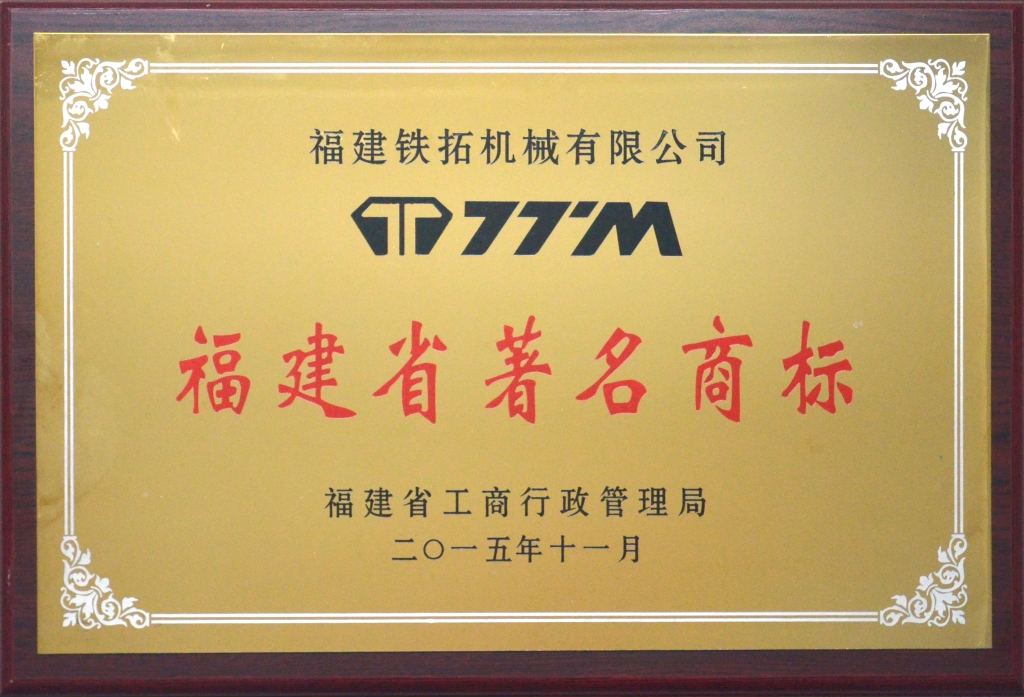 福建铁拓机械有限公司
TTM
福建省著名商标
福建省工商行政管理局
二〇一五年十一月